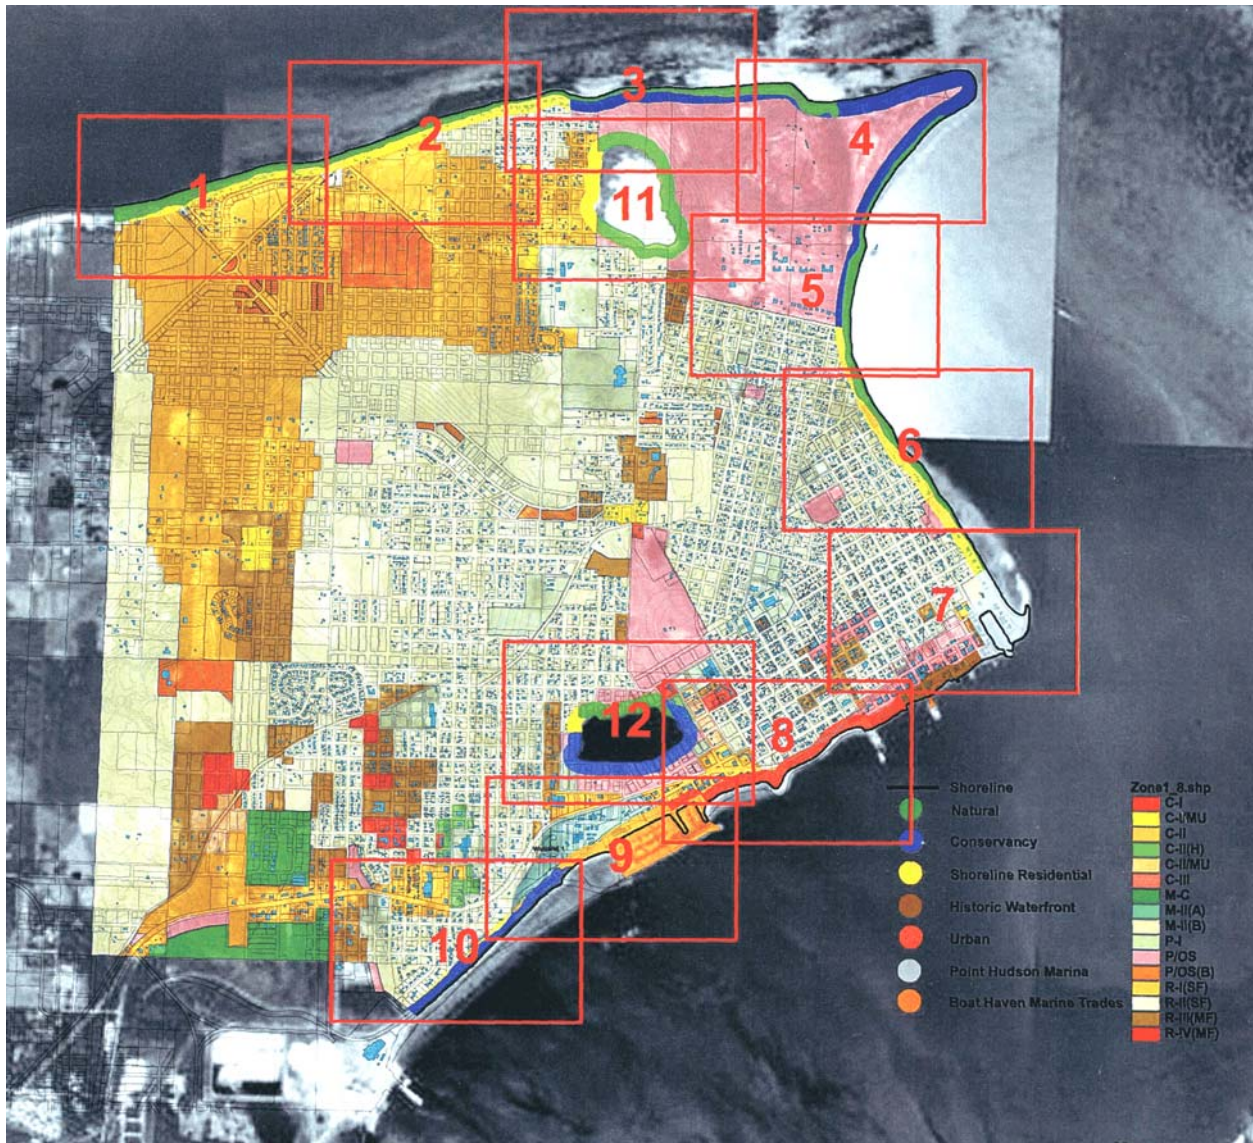 3
4
2
1
11
5
6
7
12
8
9
10
Shoreline
Natural
Conservancy
Shoreline Residential
Historic Waterfront
Urban
Point Hudson Marina
Boat Haven Marine Trades
Zone1_8.shp
C-I
C-I/MU
C-II
C-II(H)
C-II/MU
C-III
M-C
M-II(A)
M-II(B)
P-I
P/OS
P/OS(B)
R-I(SF)
R-II(SF)
R-III(MF)
R-IV(MF)